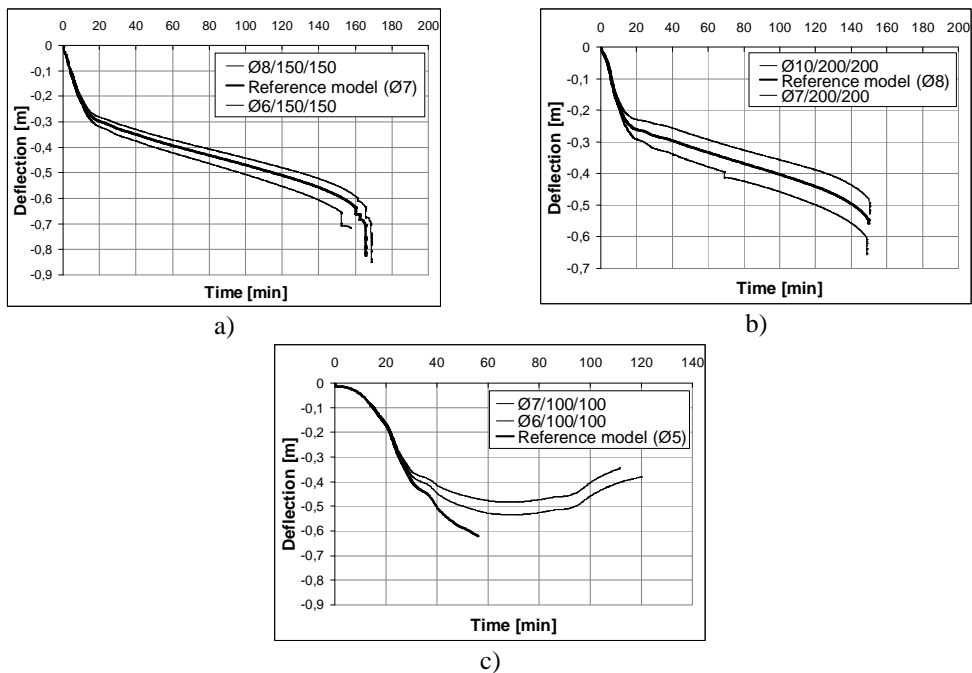 0 20 40 60 80 100 120 140 160 180 200
0
-0,1
-0,2
-0,3
-0,4
-0,5
-0,6
-0,7
-0,8
-0,9
Deflection [m]
Ø8/150/150
Reference model (Ø7)
Ø6/150/150
Time [min]
a)
0 20 40 60 80 100 120 140 160 180 200
0
-0,1
-0,2
-0,3
-0,4
-0,5
-0,6
-0,7
Deflection [m]
Ø10/200/200
Reference model (Ø8)
Ø7/200/200
Time [min]
b)
0 20 40 60 80 100 120 140
0
-0,1
-0,2
-0,3
-0,4
-0,5
-0,6
-0,7
-0,8
-0,9
Deflection [m]
Ø7/100/100
Ø6/100/100
Reference model (Ø5)
Time [min]
c)